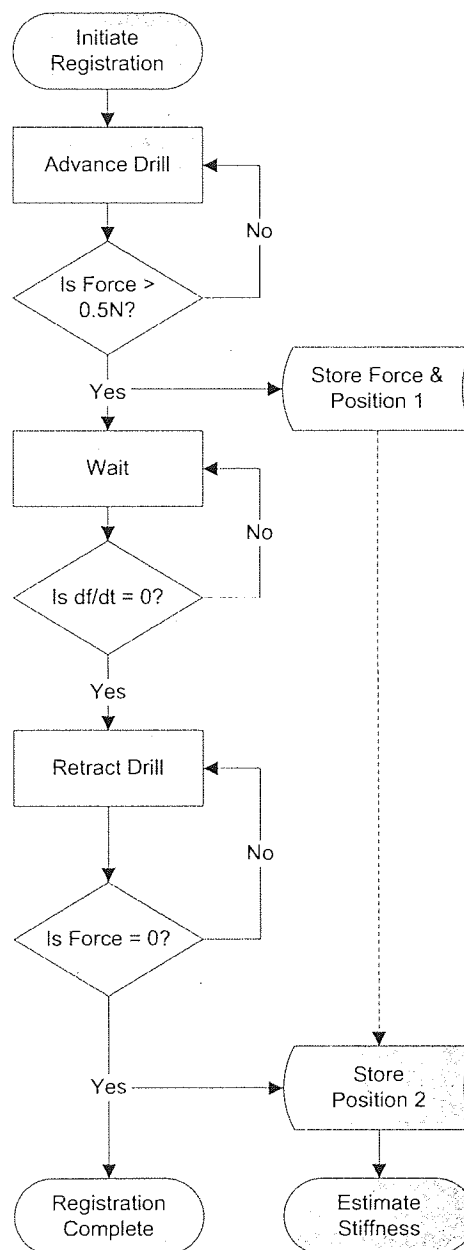 Initiate
Registration
Advance Drill
No
Is Force >
0.5N?
Yes
Store Force &
Position 1
Wait
No
Is df/dt = 0?
Yes
Retract Drill
No
Is Force = 0?
Yes
Store
Position 2
Registration
Complete
Estimate
Stiffness